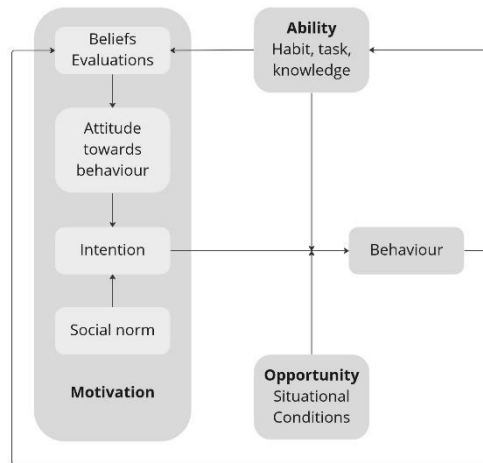 Beliefs
Evaluations
Attitude
towards
behaviour
Intention
Social norm
Motivation
Ability
Habit, task,
knowledge
Behaviour
Opportunity
Situational
Conditions